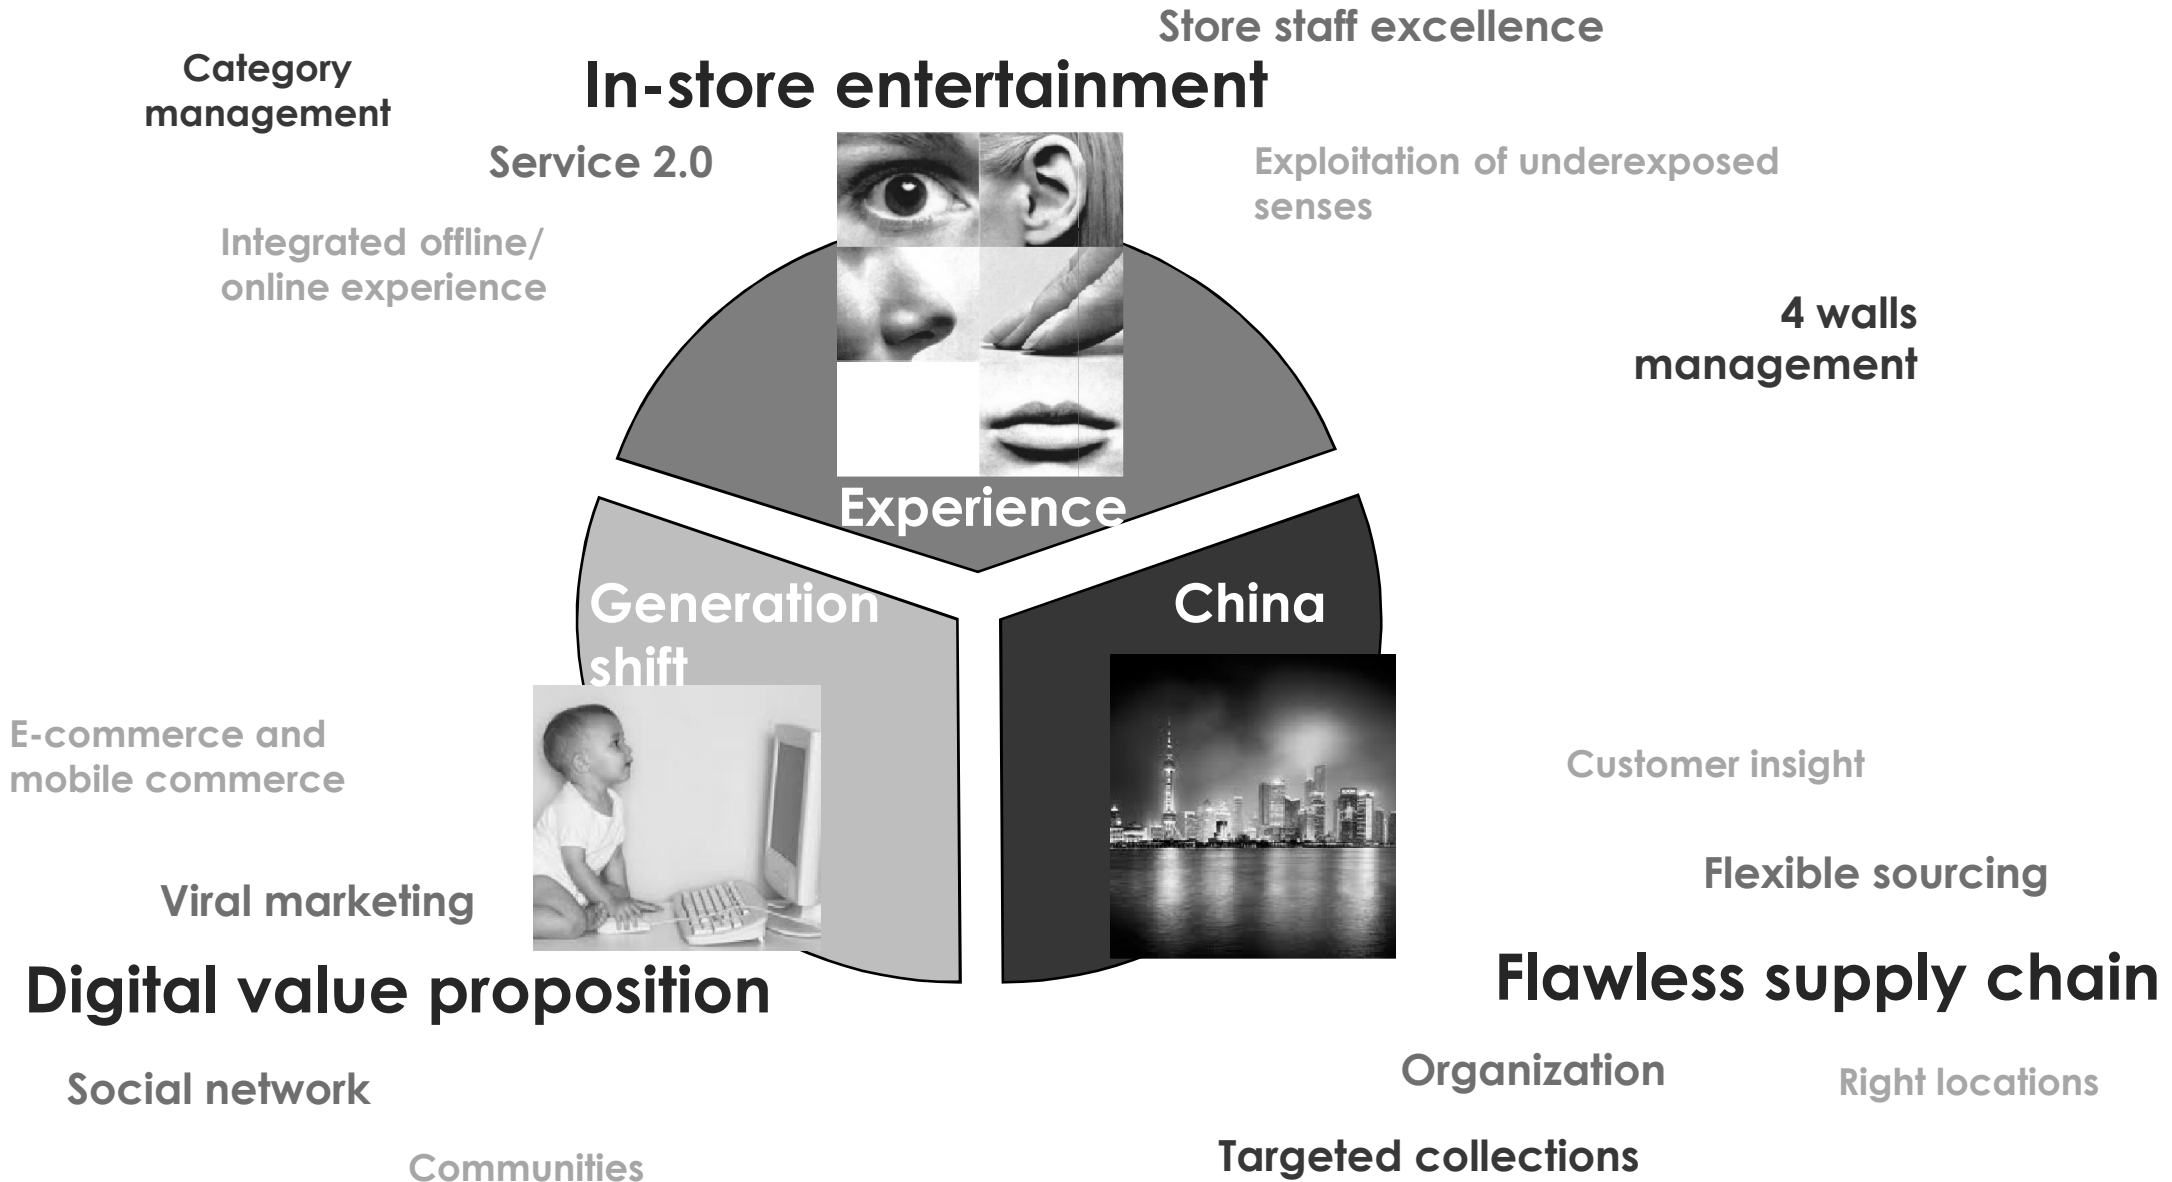 Store staff excellence
Category
management
In-store entertainment
Service 2.0
Exploitation of underexposed
senses
Integrated offline/
online experience
4 walls
management
Experience
Generation
shift
China
E-commerce and
mobile commerce
Customer insight
Viral marketing
Flexible sourcing
Digital value proposition
Flawless supply chain
Social network
Organization
Right locations
Communities
Targeted collections